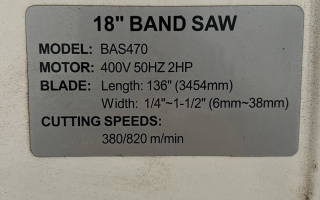 18" BAND SAW
MODEL: BAS470
MOTOR: 400V 50HZ 2HP
BLADE: Length: 136" (3454mm)
Width: 1/4"~1-1/2" (6mm~38mm)
CUTTING SPEEDS:
380/820 m/min